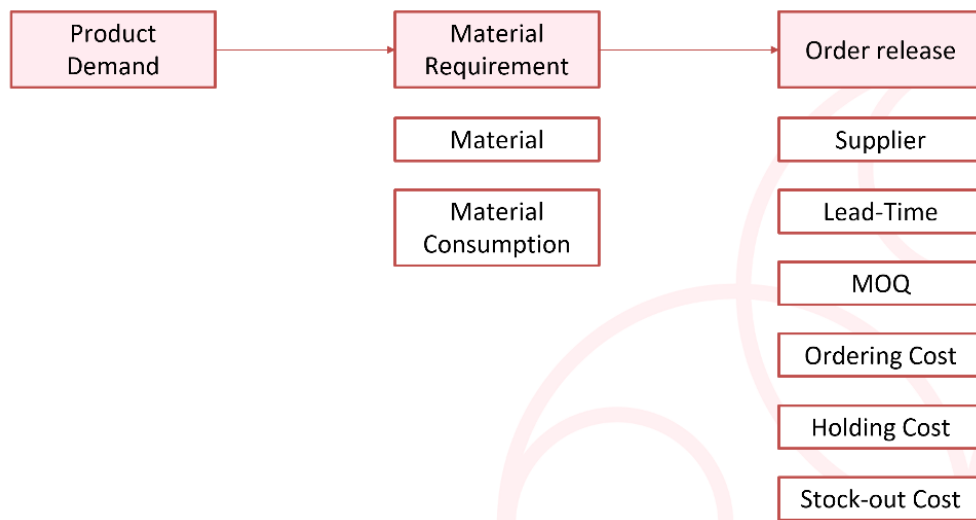 Product
Demand
Material
Requirement
Order release
Material
Supplier
Material
Consumption
Lead-Time
MOQ
Ordering Cost
Holding Cost
Stock-out Cost